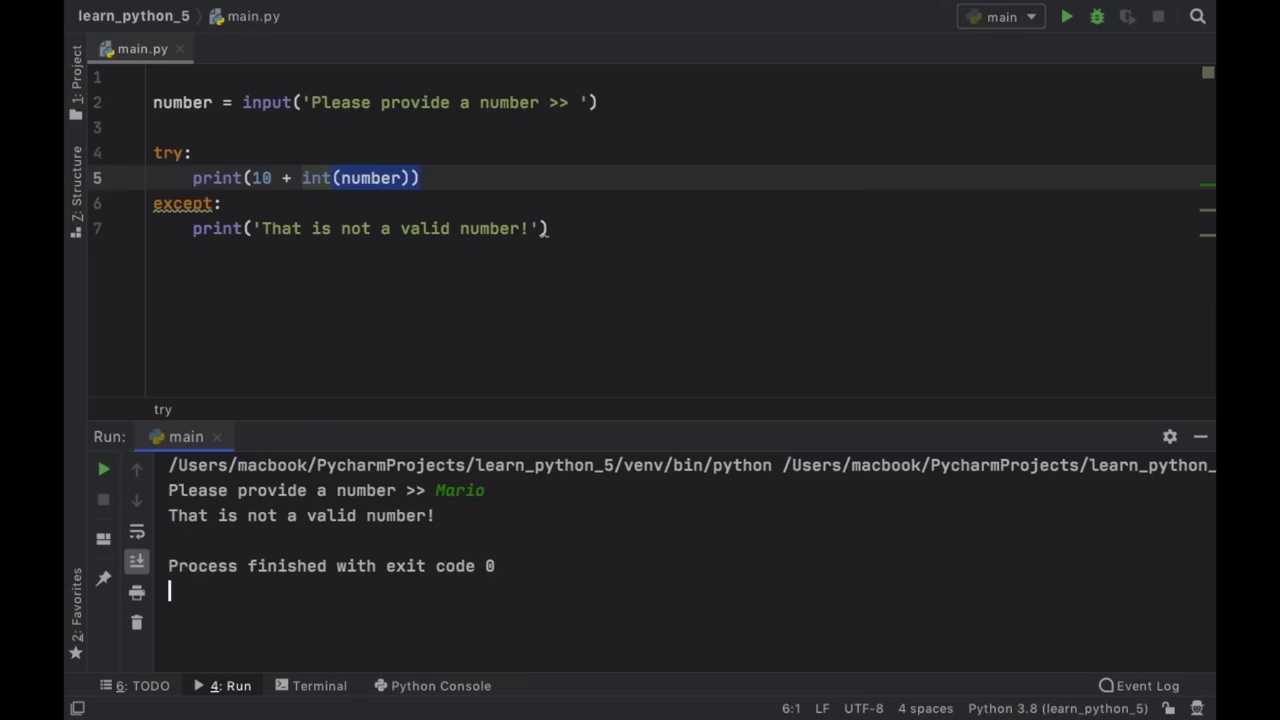 learn_python_5 main.py main
main.py
1: Project
7: Structure
2: Favorites
1
2 number = input('Please provide a number >> ')
3
4 try:
5 print(10 + int(number))
6 except:
7 print('That is not a valid number!')
try
Run: main
/Users/macbook/PycharmProjects/learn_python_5/venv/bin/python /Users/macbook/PycharmProjects/learn_python_
Please provide a number >> Mario
That is not a valid number!
Process finished with exit code 0
6: TODO 4: Run Terminal Python Console Event Log
6:1 LF UTF-8 4 spaces Python 3.8 (learn_python_5)